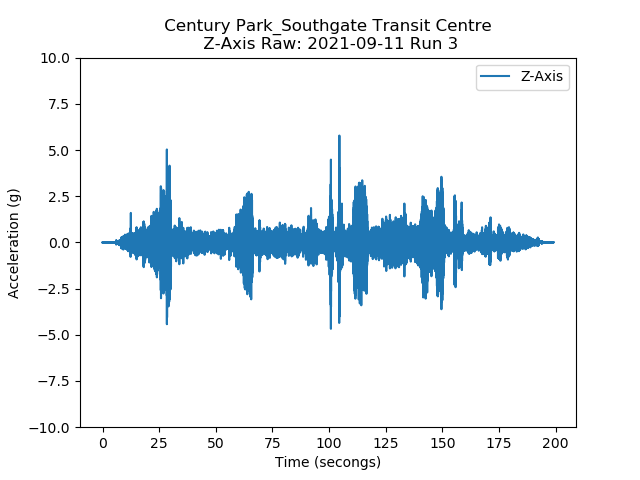 Century Park_Southgate Transit Centre
Z-Axis Raw: 2021-09-11 Run 3
Z-Axis
10.0
7.5
5.0
2.5
0.0
−2.5
−5.0
−7.5
−10.0
Acceleration (g)
0 25 50 75 100 125 150 175 200
Time (secongs)